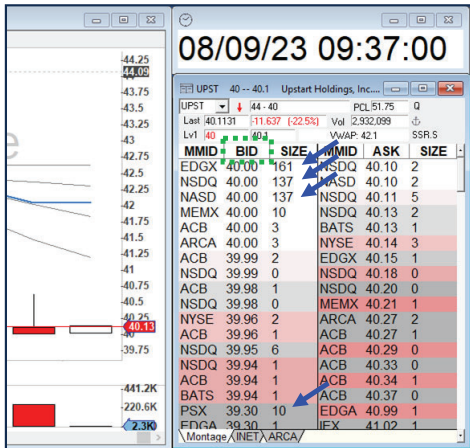 08/09/23 09:37:00
44.25
44.09
43.75
43.5
43.25
43
42.75
42.5
42.25
42
41.75
41.5
41.25
41
40.75
40.5
40.25
40.13
39.75
441.2K
220.6K
2.3K
UPST 40 -- 40.1 Upstart Holdings, Inc....
UPST 44 - 40 PCL 51.75 Q
Last 40.1131 -11.637 (-22.5%) Vol 2,932,099
Lv1 40 40.1 VWAP: 42.1 SSR.S
MMID BID SIZE MMID ASK SIZE
EDGX 40.00 161 NSDQ 40.10 2
NSDQ 40.00 137 NASD 40.10 2
NASD 40.00 137 NSDQ 40.11 5
MEMX 40.00 10 NSDQ 40.13 2
ACB 40.00 3 BATS 40.13 1
ARCA 40.00 3 NYSE 40.14 3
ACB 39.99 2 EDGX 40.15 1
NSDQ 39.99 0 NSDQ 40.18 0
ACB 39.98 1 NSDQ 40.20 0
NSDQ 39.98 0 MEMX 40.21 1
NYSE 39.96 2 ARCA 40.27 2
ACB 39.96 1 ACB 40.27 1
NSDQ 39.95 6 ACB 40.29 0
NSDQ 39.94 1 ACB 40.33 0
ACB 39.94 1 ACB 40.34 1
BATS 39.94 1 ACB 40.37 0
PSX 39.30 10 EDGA 40.99 1
EDGA 39.30 1 IEX 41.02 1
Montage INET ARCA